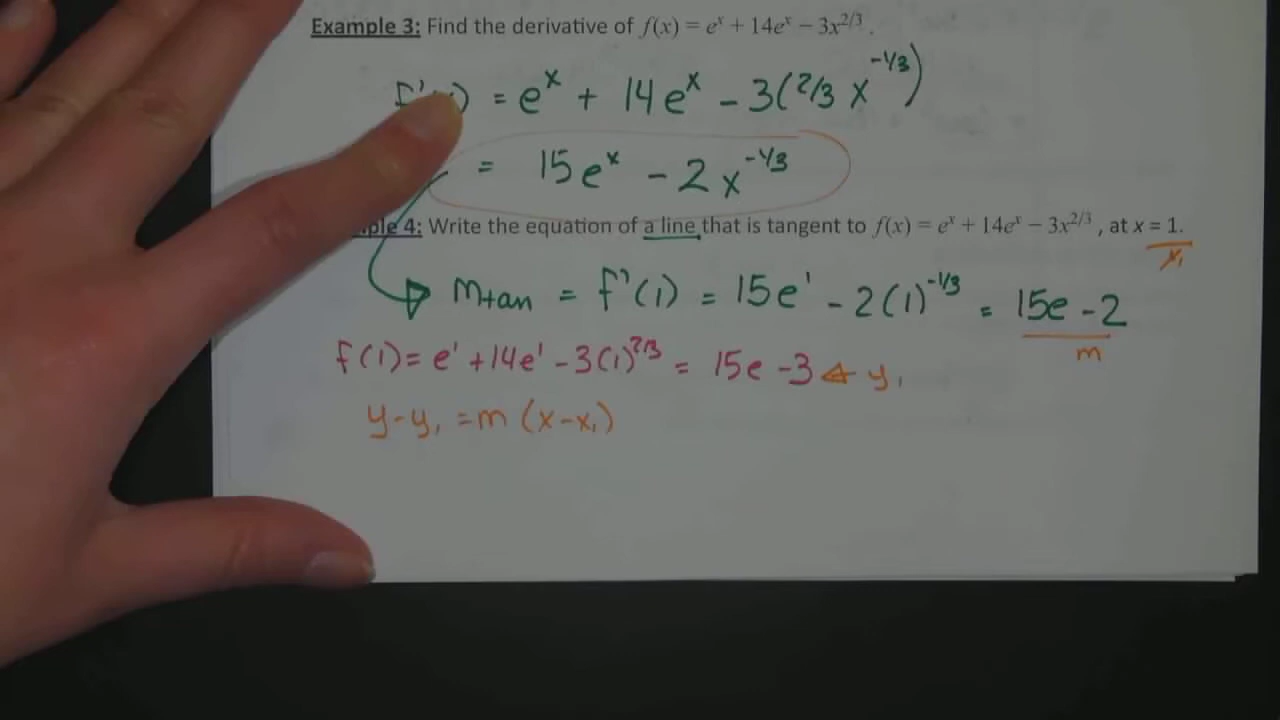 Example 3: Find the derivative of f(x) = eˣ + 14eˣ − 3x^{2/3}.
= eˣ + 14eˣ − 3(2/3 x^{-1/3})
= 15eˣ − 2x^{-1/3}
4: Write the equation of a line that is tangent to f(x) = eˣ + 14eˣ − 3x^{2/3}, at x = 1.
x₁
mtan = f'(1) = 15e¹ − 2(1)^{-1/3} = 15e − 2
m
f(1) = e¹ + 14e¹ − 3(1)^{2/3} = 15e − 3 y₁
y − y₁ = m(x − x₁)